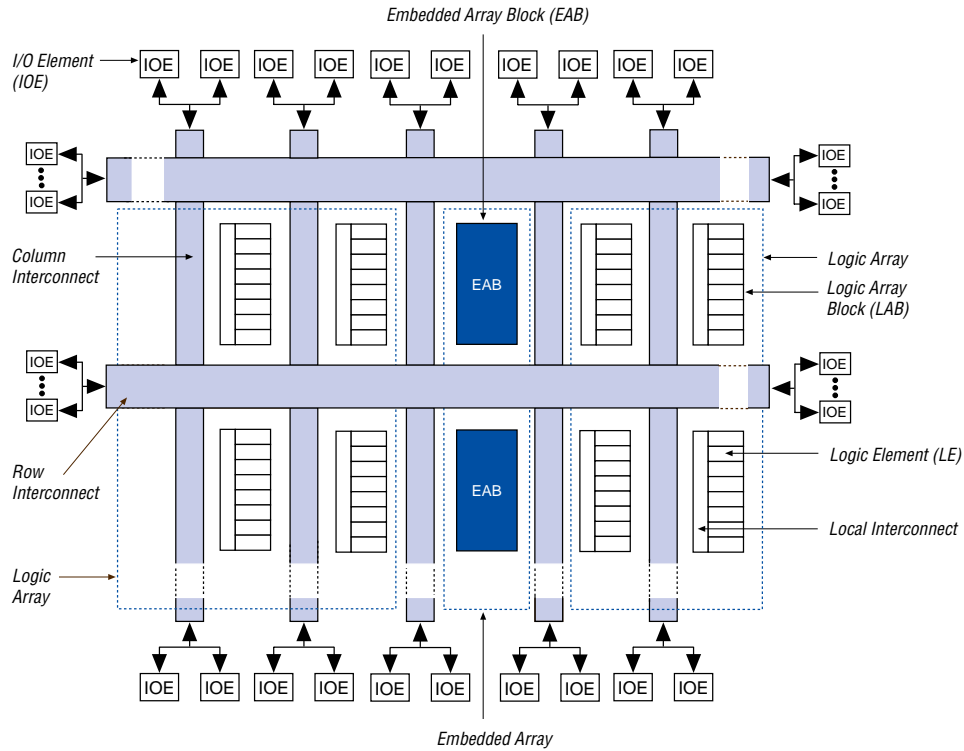 Embedded Array Block (EAB)
I/O Element
(IOE)
IOE IOE IOE IOE IOE IOE IOE IOE IOE IOE
IOE
IOE
IOE
IOE
Column
Interconnect
EAB
Logic Array
Logic Array
Block (LAB)
IOE
IOE
IOE
IOE
Row
Interconnect
EAB
Logic Element (LE)
Local Interconnect
Logic
Array
IOE IOE IOE IOE IOE IOE IOE IOE IOE IOE
Embedded Array